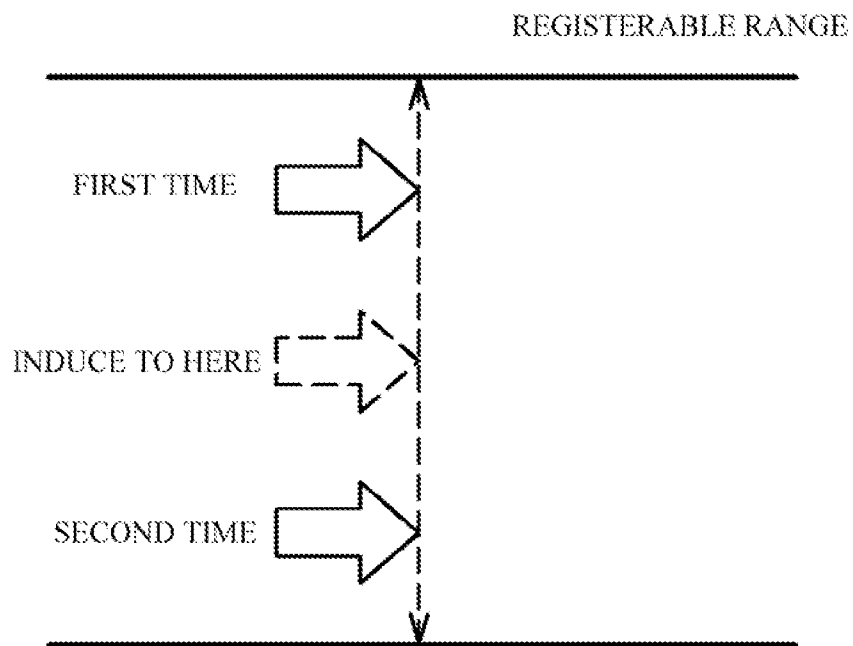 REGISTERABLE RANGE
FIRST TIME
INDUCE TO HERE
SECOND TIME